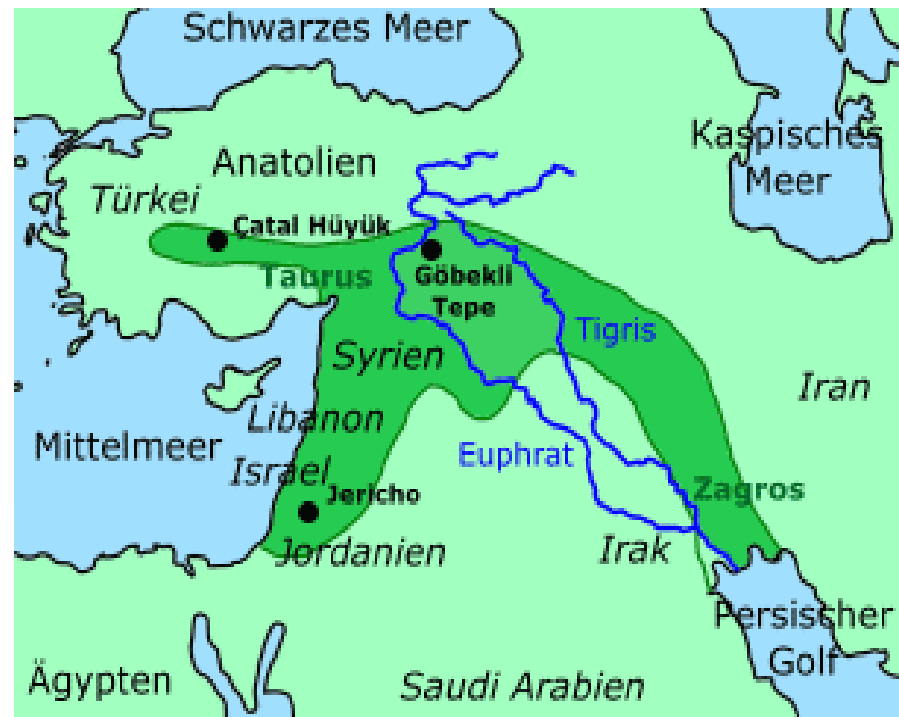 Schwarzes Meer
Kaspisches
Meer
Anatolien
Türkei
Çatal Hüyük
Taurus
Göbekli
Tepe
Tigris
Syrien
Iran
Libanon
Mittelmeer
Euphrat
Israel
Jericho
Zagros
Jordanien
Irak
Persischer
Golf
Ägypten
Saudi Arabien